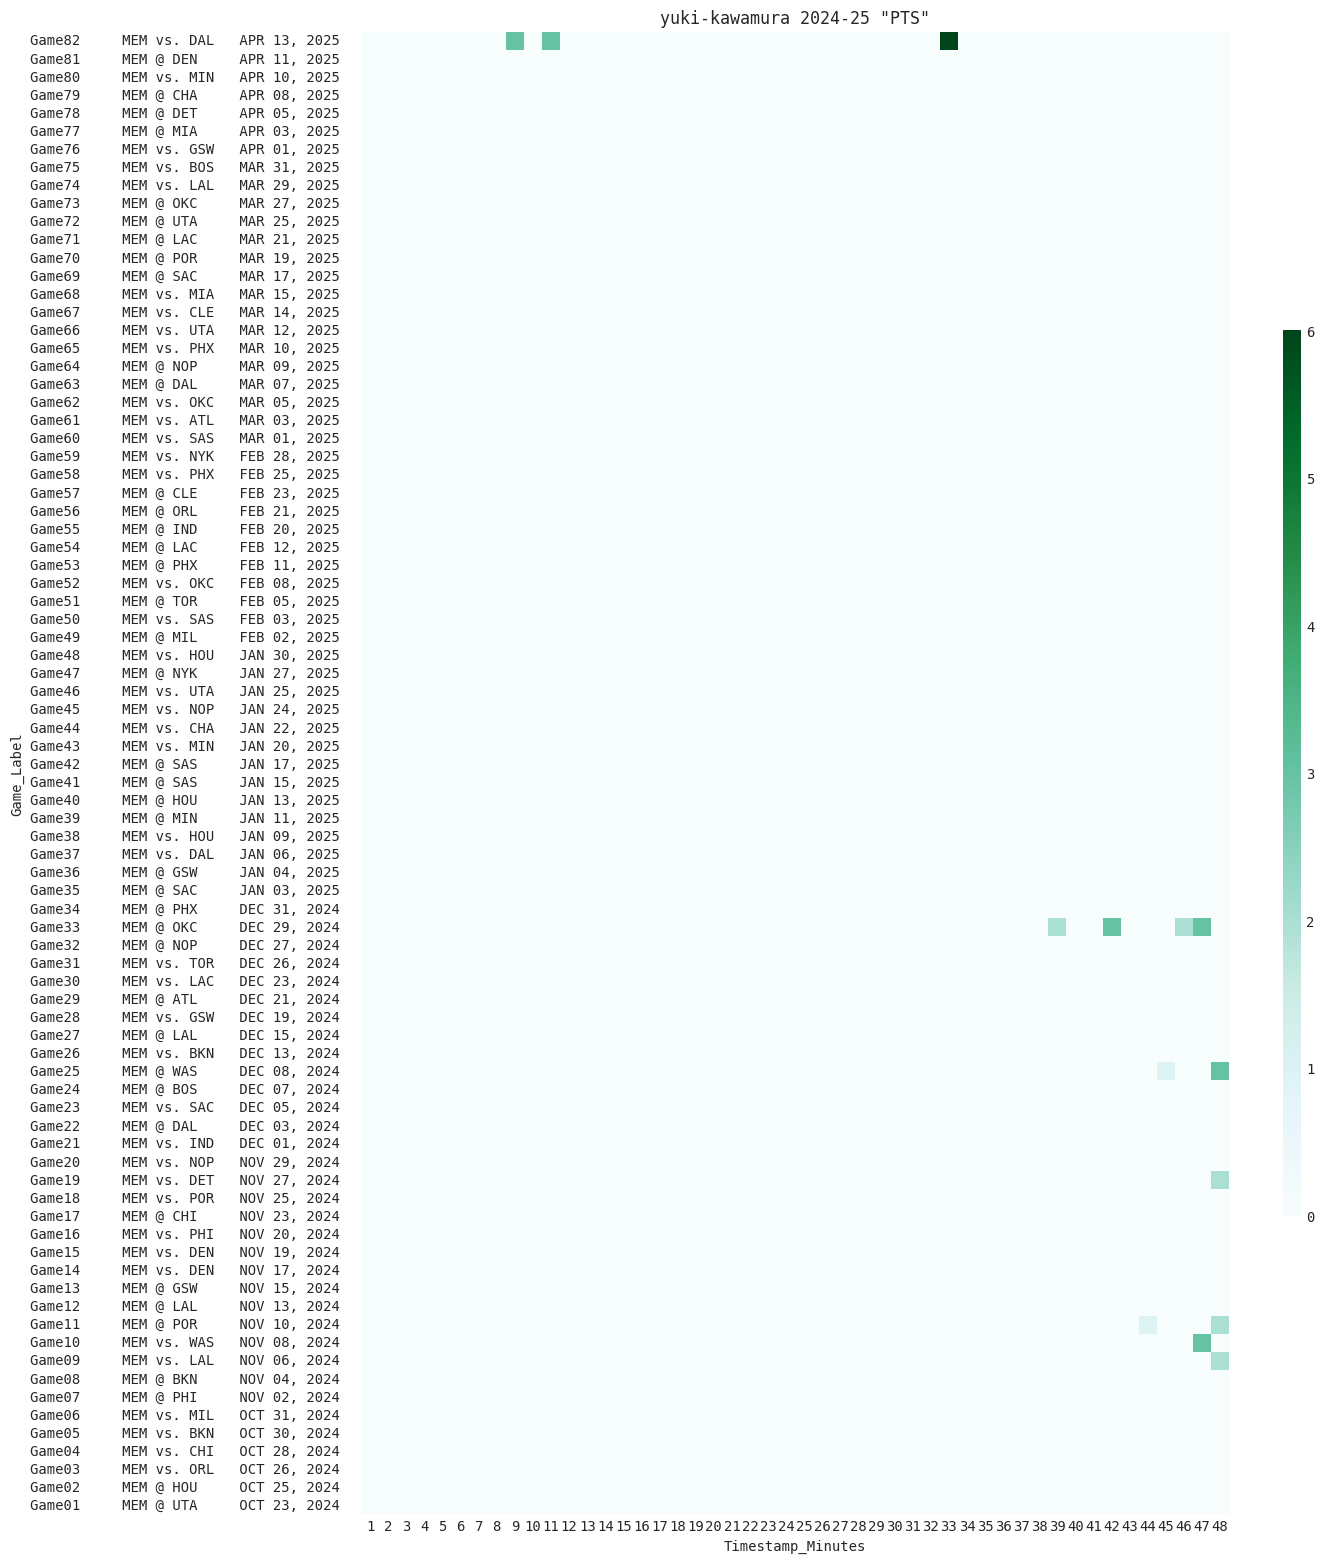 yuki-kawamura 2024-25 "PTS"
Game82 MEM vs. DAL APR 13, 2025
Game81 MEM @ DEN APR 11, 2025
Game80 MEM vs. MIN APR 10, 2025
Game79 MEM @ CHA APR 08, 2025
Game78 MEM @ DET APR 05, 2025
Game77 MEM @ MIA APR 03, 2025
Game76 MEM vs. GSW APR 01, 2025
Game75 MEM vs. BOS MAR 31, 2025
Game74 MEM vs. LAL MAR 29, 2025
Game73 MEM @ OKC MAR 27, 2025
Game72 MEM @ UTA MAR 25, 2025
Game71 MEM @ LAC MAR 21, 2025
Game70 MEM @ POR MAR 19, 2025
Game69 MEM @ SAC MAR 17, 2025
Game68 MEM vs. MIA MAR 15, 2025
Game67 MEM vs. CLE MAR 14, 2025
Game66 MEM vs. UTA MAR 12, 2025
Game65 MEM vs. PHX MAR 10, 2025
Game64 MEM @ NOP MAR 09, 2025
Game63 MEM @ DAL MAR 07, 2025
Game62 MEM vs. OKC MAR 05, 2025
Game61 MEM vs. ATL MAR 03, 2025
Game60 MEM vs. SAS MAR 01, 2025
Game59 MEM vs. NYK FEB 28, 2025
Game58 MEM vs. PHX FEB 25, 2025
Game57 MEM @ CLE FEB 23, 2025
Game56 MEM @ ORL FEB 21, 2025
Game55 MEM @ IND FEB 20, 2025
Game54 MEM @ LAC FEB 12, 2025
Game53 MEM @ PHX FEB 11, 2025
Game52 MEM vs. OKC FEB 08, 2025
Game51 MEM @ TOR FEB 05, 2025
Game50 MEM vs. SAS FEB 03, 2025
Game49 MEM @ MIL FEB 02, 2025
Game48 MEM vs. HOU JAN 30, 2025
Game47 MEM @ NYK JAN 27, 2025
Game46 MEM vs. UTA JAN 25, 2025
Game45 MEM vs. NOP JAN 24, 2025
Game44 MEM vs. CHA JAN 22, 2025
Game43 MEM vs. MIN JAN 20, 2025
Game42 MEM @ SAS JAN 17, 2025
Game41 MEM @ SAS JAN 15, 2025
Game40 MEM @ HOU JAN 13, 2025
Game39 MEM @ MIN JAN 11, 2025
Game38 MEM vs. HOU JAN 09, 2025
Game37 MEM vs. DAL JAN 06, 2025
Game36 MEM @ GSW JAN 04, 2025
Game35 MEM @ SAC JAN 03, 2025
Game34 MEM @ PHX DEC 31, 2024
Game33 MEM @ OKC DEC 29, 2024
Game32 MEM @ NOP DEC 27, 2024
Game31 MEM vs. TOR DEC 26, 2024
Game30 MEM vs. LAC DEC 23, 2024
Game29 MEM @ ATL DEC 21, 2024
Game28 MEM vs. GSW DEC 19, 2024
Game27 MEM @ LAL DEC 15, 2024
Game26 MEM vs. BKN DEC 13, 2024
Game25 MEM @ WAS DEC 08, 2024
Game24 MEM @ BOS DEC 07, 2024
Game23 MEM vs. SAC DEC 05, 2024
Game22 MEM @ DAL DEC 03, 2024
Game21 MEM vs. IND DEC 01, 2024
Game20 MEM vs. NOP NOV 29, 2024
Game19 MEM vs. DET NOV 27, 2024
Game18 MEM vs. POR NOV 25, 2024
Game17 MEM @ CHI NOV 23, 2024
Game16 MEM vs. PHI NOV 20, 2024
Game15 MEM vs. DEN NOV 19, 2024
Game14 MEM vs. DEN NOV 17, 2024
Game13 MEM @ GSW NOV 15, 2024
Game12 MEM @ LAL NOV 13, 2024
Game11 MEM @ POR NOV 10, 2024
Game10 MEM vs. WAS NOV 08, 2024
Game09 MEM vs. LAL NOV 06, 2024
Game08 MEM @ BKN NOV 04, 2024
Game07 MEM @ PHI NOV 02, 2024
Game06 MEM vs. MIL OCT 31, 2024
Game05 MEM vs. BKN OCT 30, 2024
Game04 MEM vs. CHI OCT 28, 2024
Game03 MEM vs. ORL OCT 26, 2024
Game02 MEM @ HOU OCT 25, 2024
Game01 MEM @ UTA OCT 23, 2024
Game_Label
1 2 3 4 5 6 7 8 9 10 11 12 13 14 15 16 17 18 19 20 21 22 23 24 25 26 27 28 29 30 31 32 33 34 35 36 37 38 39 40 41 42 43 44 45 46 47 48
Timestamp_Minutes
6
5
4
3
2
1
0